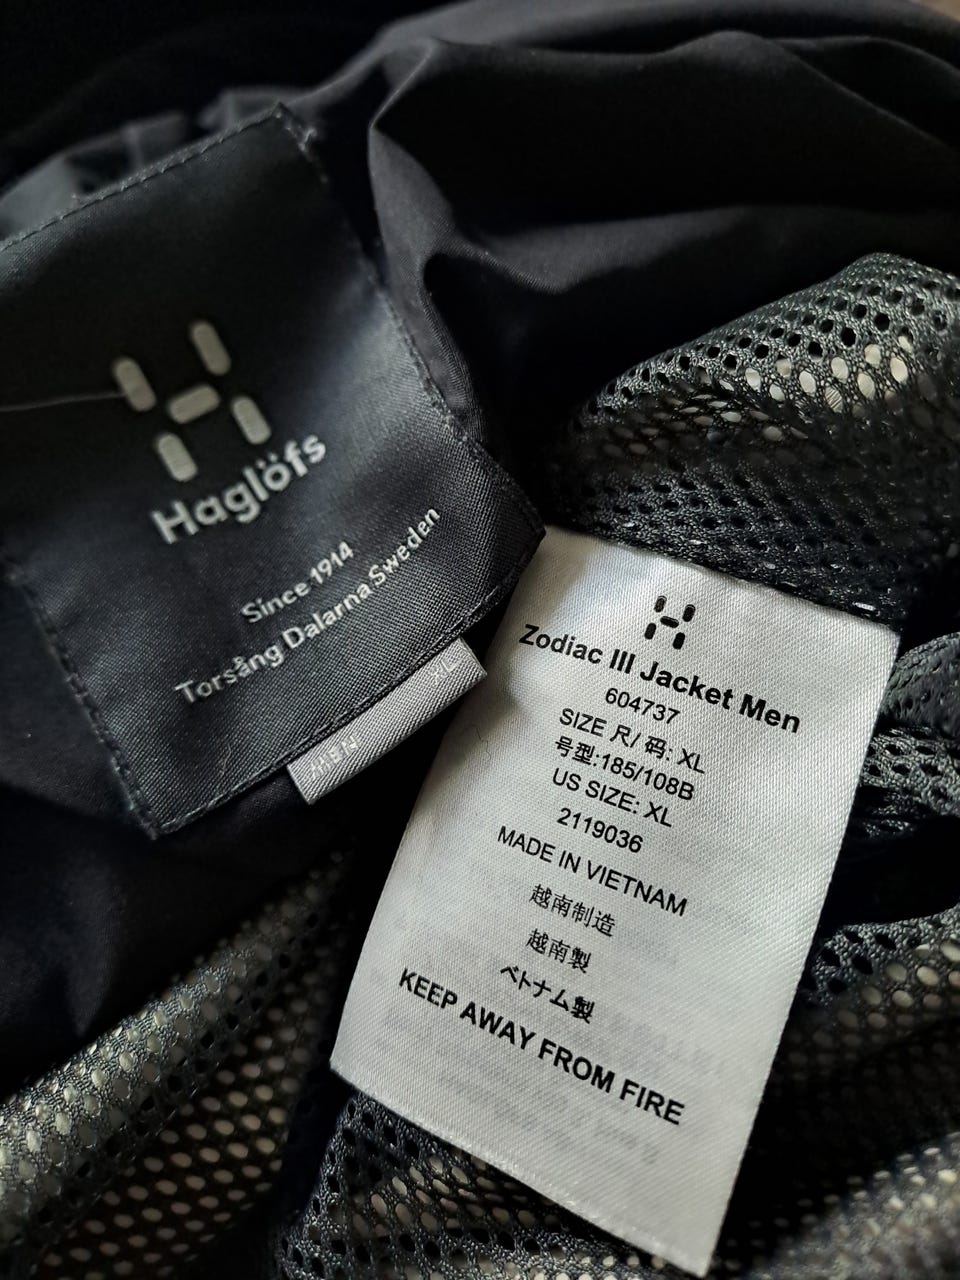 Haglöfs
Since 1914
Torsång Dalarna Sweden
MEN XL
Zodiac III Jacket Men
604737
SIZE 尺/ 码: XL
号型:185/108B
US SIZE: XL
2119036
MADE IN VIETNAM
越南制造
越南製
ベトナム製
KEEP AWAY FROM FIRE